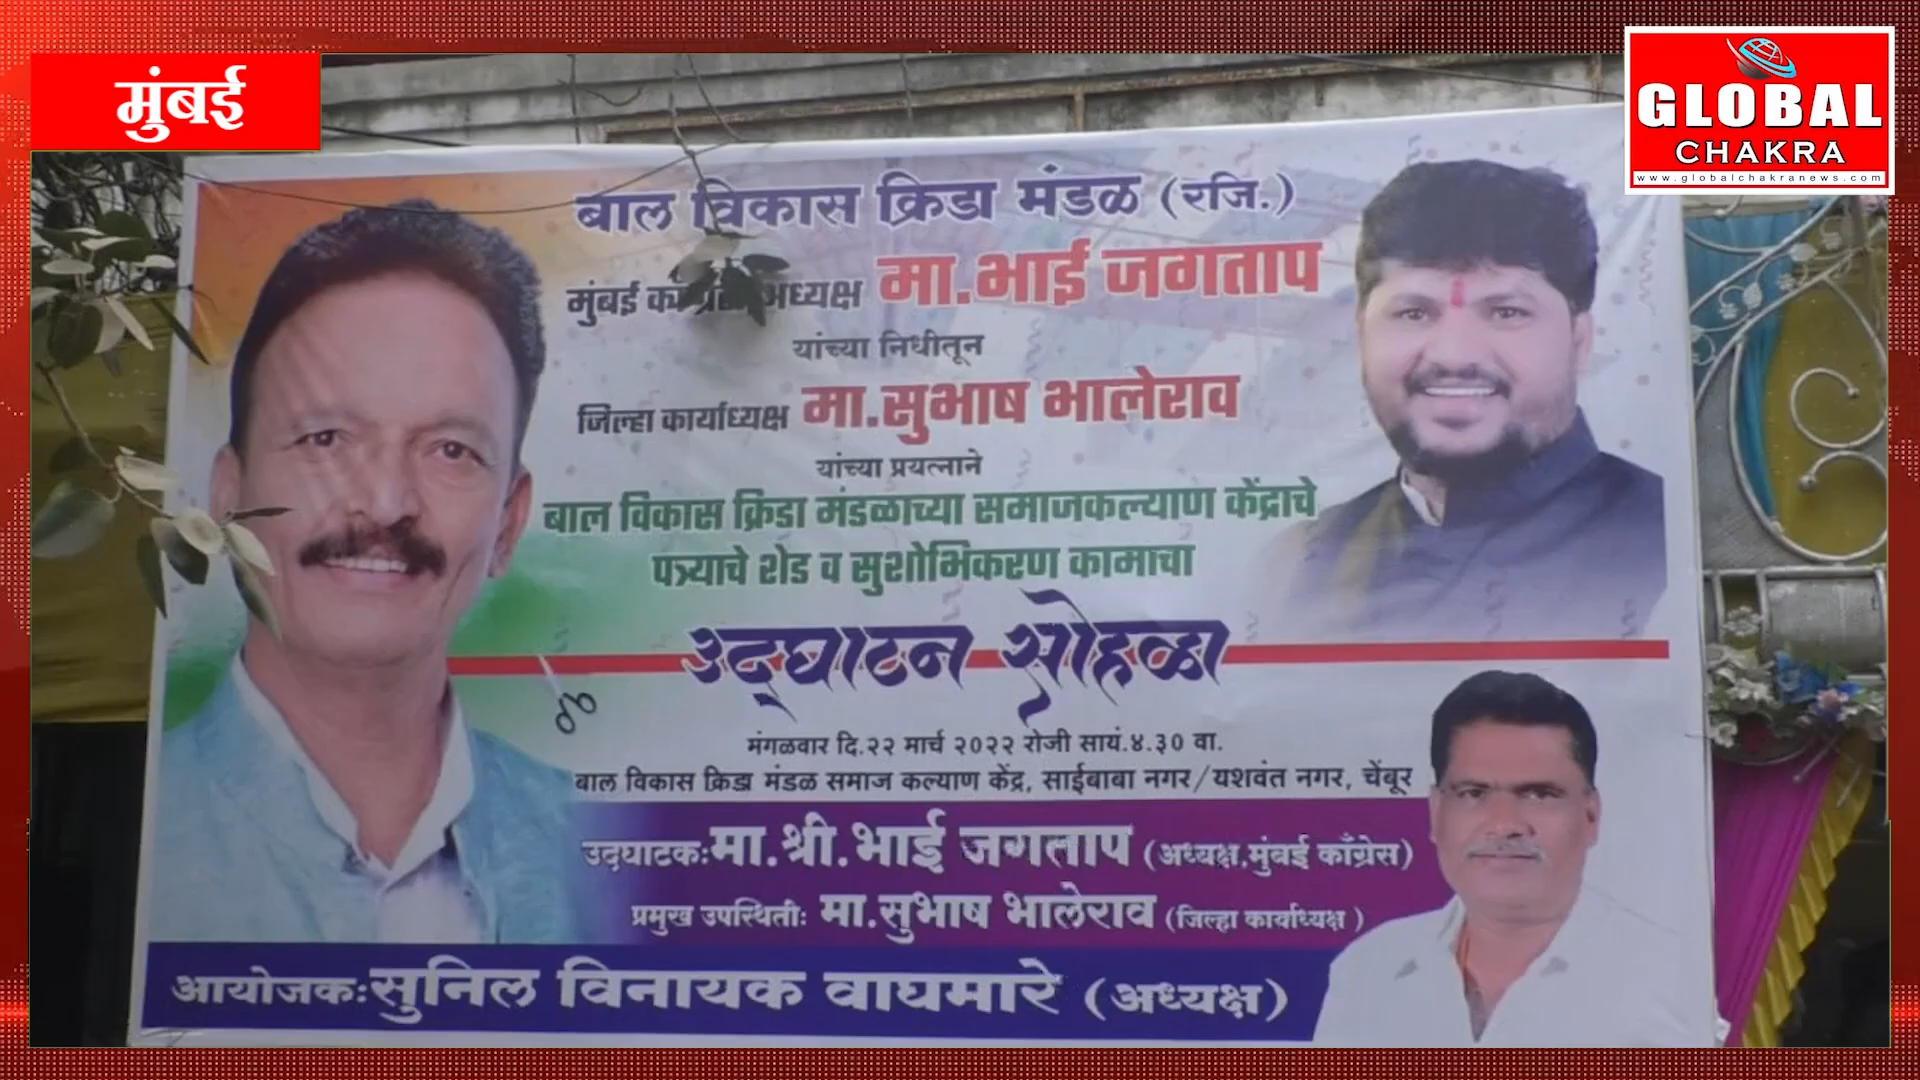 मुंबई
GLOBAL
CHAKRA
www.globalchakranews.com
बाल विकास क्रिडा मंडळ (रजि.)
मुंबई अध्यक्ष मा.भाई जगताप
यांच्या निधीतून
जिल्हा कार्याध्यक्ष मा.सुभाष भालेराव
यांच्या प्रयत्नाने
बाल विकास क्रिडा मंडळाच्या समाजकल्याण केंद्राचे
पत्र्याचे शेड व सुशोभिकरण कामाचा
उद्‌घाटन सोहळा
मंगळवार दि.२२ मार्च २०२२ रोजी सायं.४.३० वा.
बाल विकास क्रिडा मंडळ समाज कल्याण केंद्र, साईबाबा नगर/यशवंत नगर, चेंबूर
उद्‌घाटक:मा.श्री.भाई जगताप (अध्यक्ष,मुंबई काँग्रेस)
प्रमुख उपस्थिती: मा.सुभाष भालेराव (जिल्हा कार्याध्यक्ष )
आयोजक:सुनिल विनायक वाघमारे (अध्यक्ष)